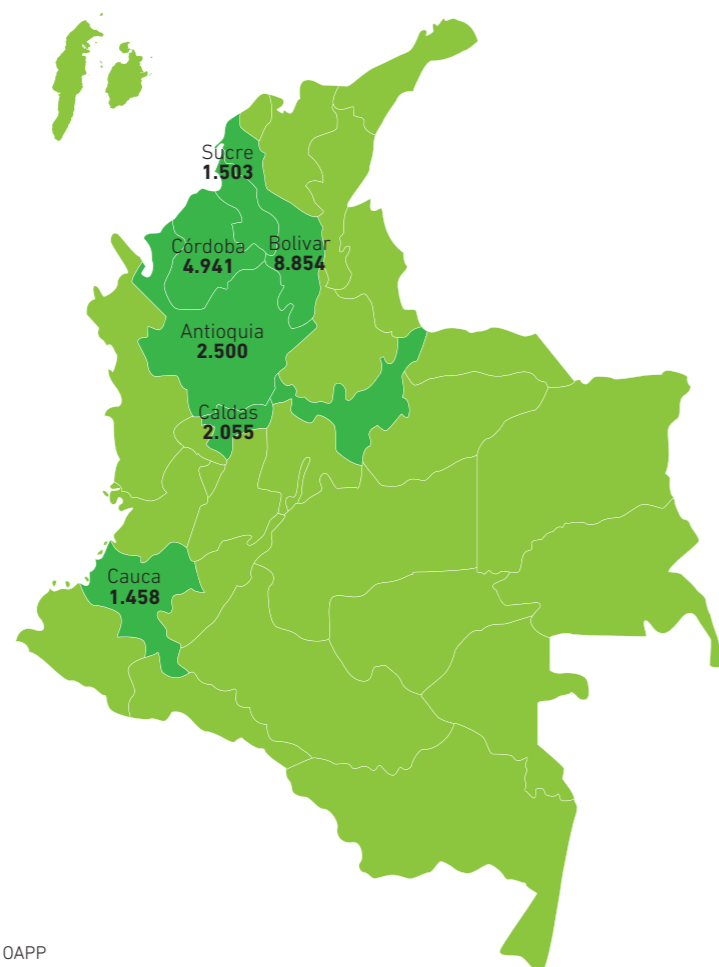 Sucre
1.503
Córdoba
4.941
Bolivar
8.854
Antioquia
2.500
Caldas
2.055
Cauca
1.458
OAPP